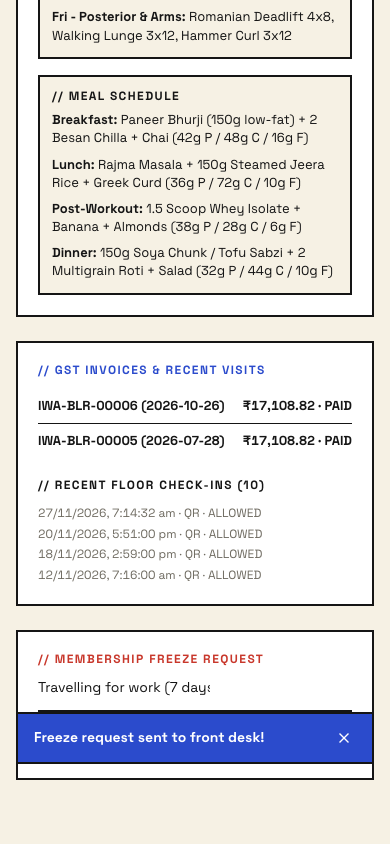 Fri - Posterior & Arms: Romanian Deadlift 4x8,
Walking Lunge 3x12, Hammer Curl 3x12
// MEAL SCHEDULE
Breakfast: Paneer Bhurji (150g low-fat) + 2
Besan Chilla + Chai (42g P / 48g C / 16g F)
Lunch: Rajma Masala + 150g Steamed Jeera
Rice + Greek Curd (36g P / 72g C / 10g F)
Post-Workout: 1.5 Scoop Whey Isolate +
Banana + Almonds (38g P / 28g C / 6g F)
Dinner: 150g Soya Chunk / Tofu Sabzi + 2
Multigrain Roti + Salad (32g P / 44g C / 10g F)
// GST INVOICES & RECENT VISITS
IWA-BLR-00006 (2026-10-26) ₹17,108.82 · PAID
IWA-BLR-00005 (2026-07-28) ₹17,108.82 · PAID
// RECENT FLOOR CHECK-INS (10)
27/11/2026, 7:14:32 am · QR · ALLOWED
20/11/2026, 5:51:00 pm · QR · ALLOWED
18/11/2026, 2:59:00 pm · QR · ALLOWED
12/11/2026, 7:16:00 am · QR · ALLOWED
// MEMBERSHIP FREEZE REQUEST
Travelling for work (7 days
Freeze request sent to front desk!